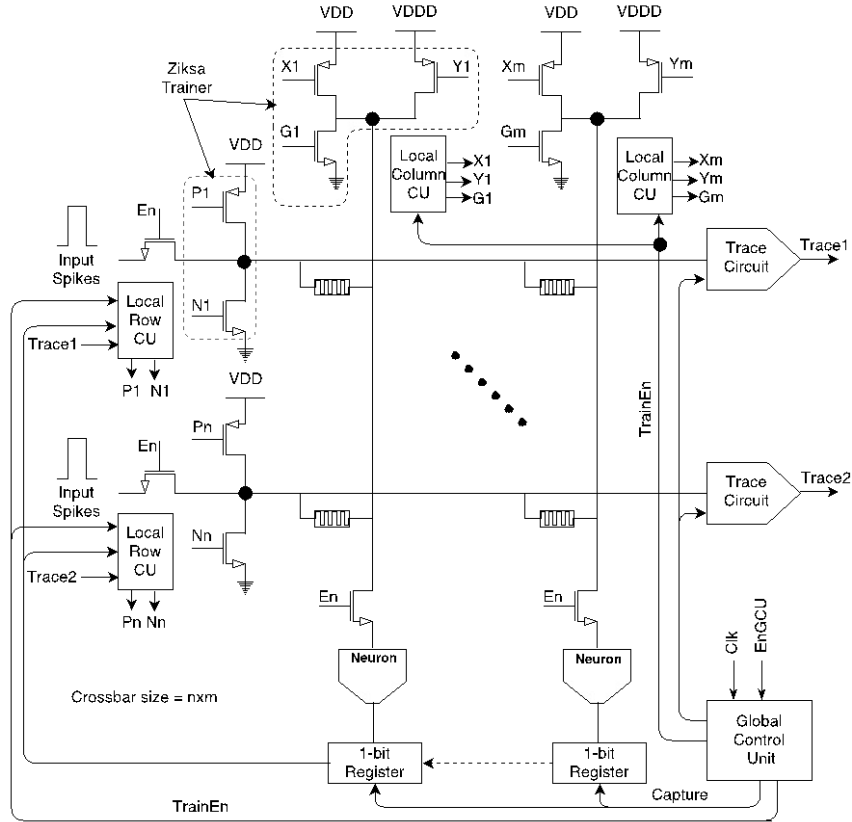 VDD
VDDD
VDD
VDDD
Ziksa
Trainer
X1
Y1
Xm
Ym
G1
Gm
VDD
Local
Column
CU
X1
Y1
G1
Local
Column
CU
Xm
Ym
Gm
P1
En
Input
Spikes
Trace
Circuit
Trace1
Local
Row
CU
N1
Trace1
P1
N1
VDD
TrainEn
Pn
En
Input
Spikes
Trace
Circuit
Trace2
Local
Row
CU
Nn
Trace2
Pn
Nn
En
En
Clk
EnGCU
Neuron
Neuron
Crossbar size = nxm
Global
Control
Unit
1-bit
Register
1-bit
Register
Capture
TrainEn